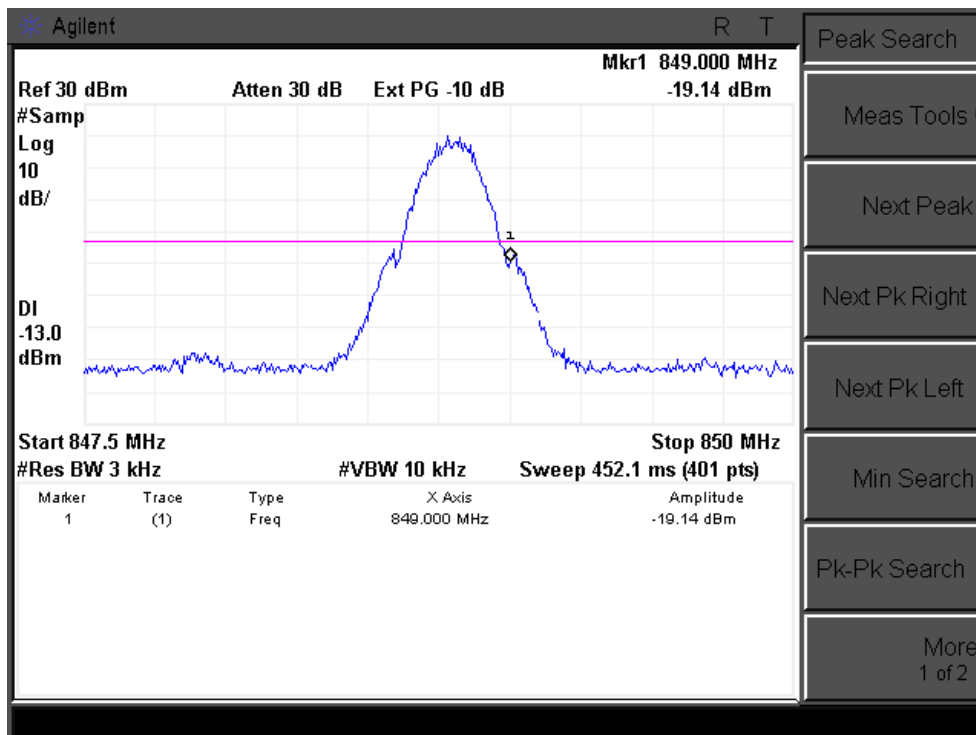 Agilent R T
Mkr1 849.000 MHz
Ref 30 dBm Atten 30 dB Ext PG -10 dB -19.14 dBm
#Samp
Log
10
dB/
1
DI
-13.0
dBm
Start 847.5 MHz Stop 850 MHz
#Res BW 3 kHz #VBW 10 kHz Sweep 452.1 ms (401 pts)
Marker Trace Type X Axis Amplitude
1 (1) Freq 849.000 MHz -19.14 dBm
Peak Search
Meas Tools
Next Peak
Next Pk Right
Next Pk Left
Min Search
Pk-Pk Search
More
1 of 2